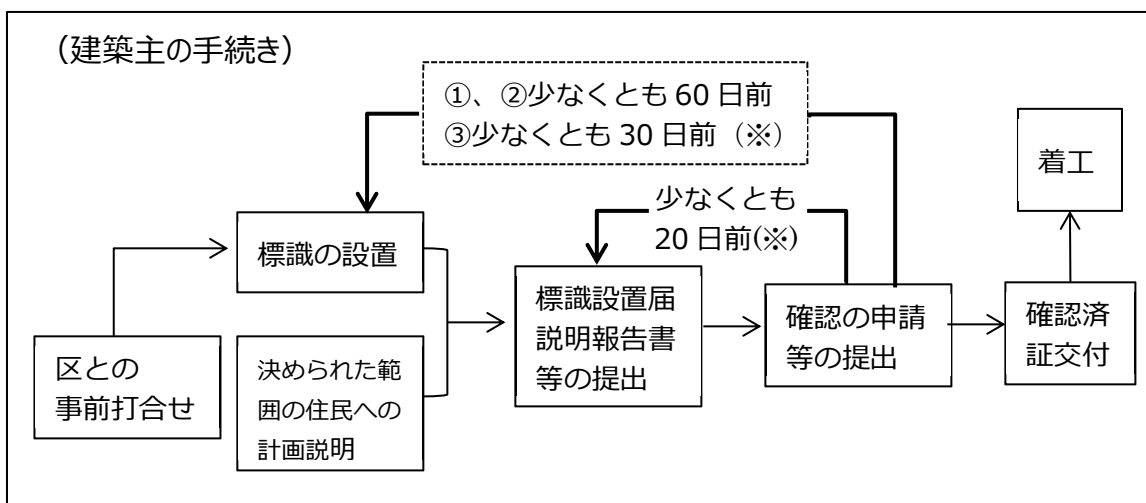 （建築主の手続き）
①、②少なくとも 60 日前
③少なくとも 30 日前（※）
着工
少なくとも
20 日前(※)
標識の設置
標識設置届
説明報告書
等の提出
確認の申請
等の提出
確認済
証交付
区との
事前打合せ
決められた範
囲の住民への
計画説明